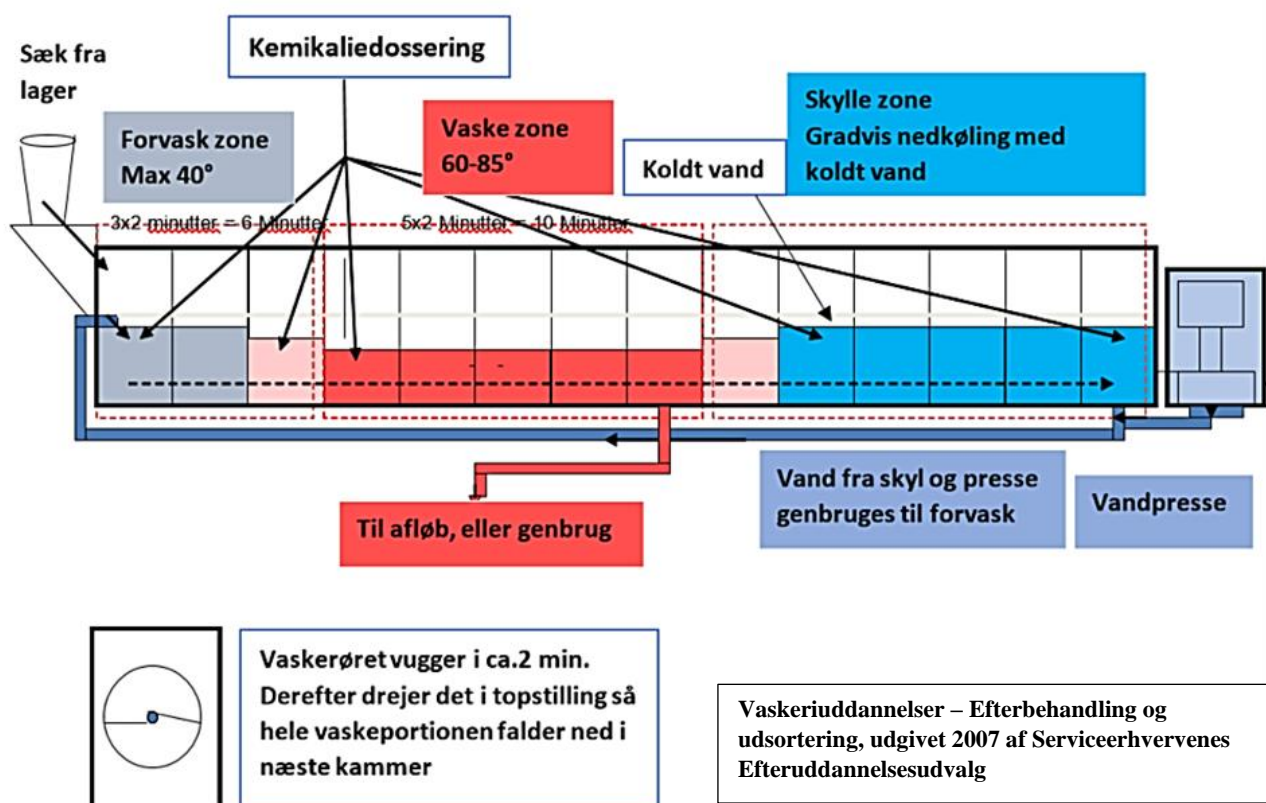 Sæk fra
lager
Kemikaliedossering
Forvask zone
Max 40°
Vaske zone
60-85°
Koldt vand
Skylle zone
Gradvis nedkøling med
koldt vand
3x2 minutter = 6 Minutter
5x2 Minutter = 10 Minutter
Til afløb, eller genbrug
Vand fra skyl og presse
genbruges til forvask
Vandpresse
Vaskerøret vugger i ca.2 min.
Derefter drejer det i topstilling så
hele vaskeportionen falder ned i
næste kammer
Vaskeriuddannelser – Efterbehandling og
udsortering, udgivet 2007 af Serviceerhvervenes
Efteruddannelsesudvalg